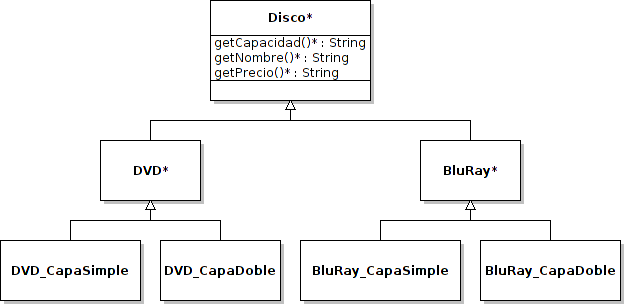 Disco*
getCapacidad()* : String
getNombre()* : String
getPrecio()* : String
DVD*
BluRay*
DVD_CapaSimple
DVD_CapaDoble
BluRay_CapaSimple
BluRay_CapaDoble